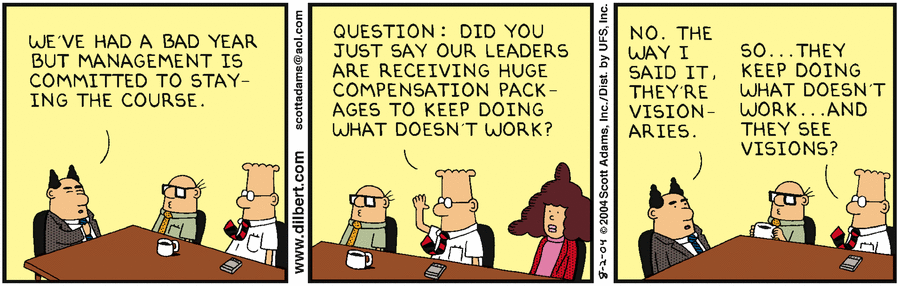 WE'VE HAD A BAD YEAR
BUT MANAGEMENT IS
COMMITTED TO STAY-
ING THE COURSE.
www.dilbert.com
scottadams@aol.com
QUESTION: DID YOU
JUST SAY OUR LEADERS
ARE RECEIVING HUGE
COMPENSATION PACK-
AGES TO KEEP DOING
WHAT DOESN'T WORK?
8-2-04 © 2004 Scott Adams, Inc./Dist. by UFS, Inc.
NO. THE
WAY I
SAID IT,
THEY'RE
VISION-
ARIES.
SO...THEY
KEEP DOING
WHAT DOESN'T
WORK...AND
THEY SEE
VISIONS?